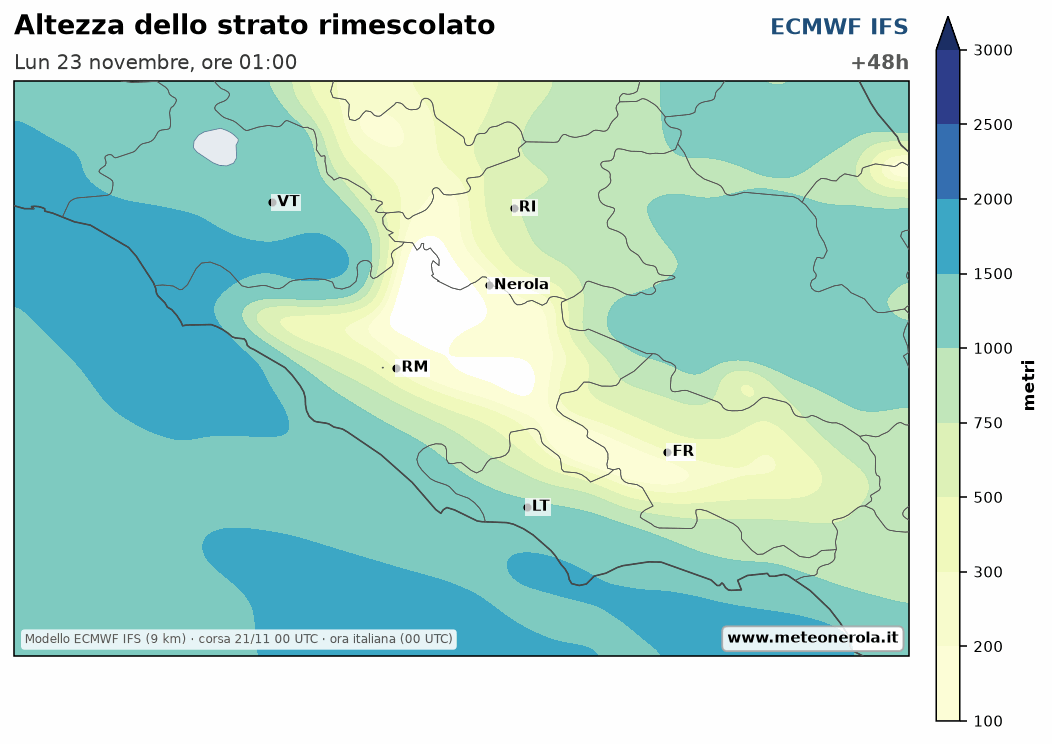 Altezza dello strato rimescolato
ECMWF IFS
Lun 23 novembre, ore 01:00
+48h
3000
2500
2000
1500
1000
750
500
300
200
100
metri
VT
RI
Nerola
RM
FR
LT
Modello ECMWF IFS (9 km) · corsa 21/11 00 UTC · ora italiana (00 UTC)
www.meteonerola.it